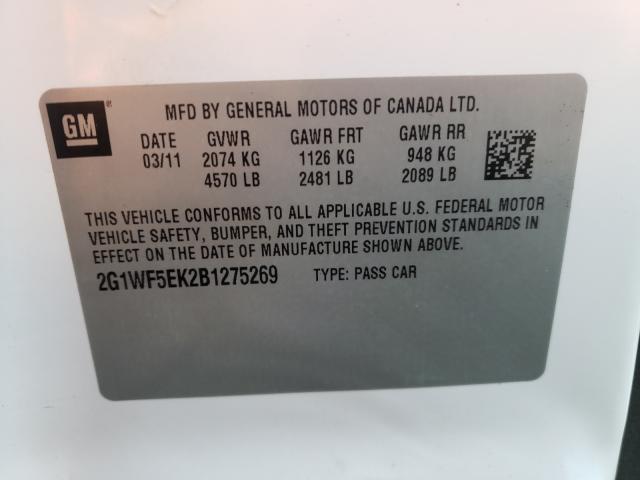 GM
MFD BY GENERAL MOTORS OF CANADA LTD.
DATE GVWR GAWR FRT GAWR RR
03/11 2074 KG 1126 KG 948 KG
4570 LB 2481 LB 2089 LB
THIS VEHICLE CONFORMS TO ALL APPLICABLE U.S. FEDERAL MOTOR
VEHICLE SAFETY, BUMPER, AND THEFT PREVENTION STANDARDS IN
EFFECT ON THE DATE OF MANUFACTURE SHOWN ABOVE.
2G1WF5EK2B1275269 TYPE: PASS CAR